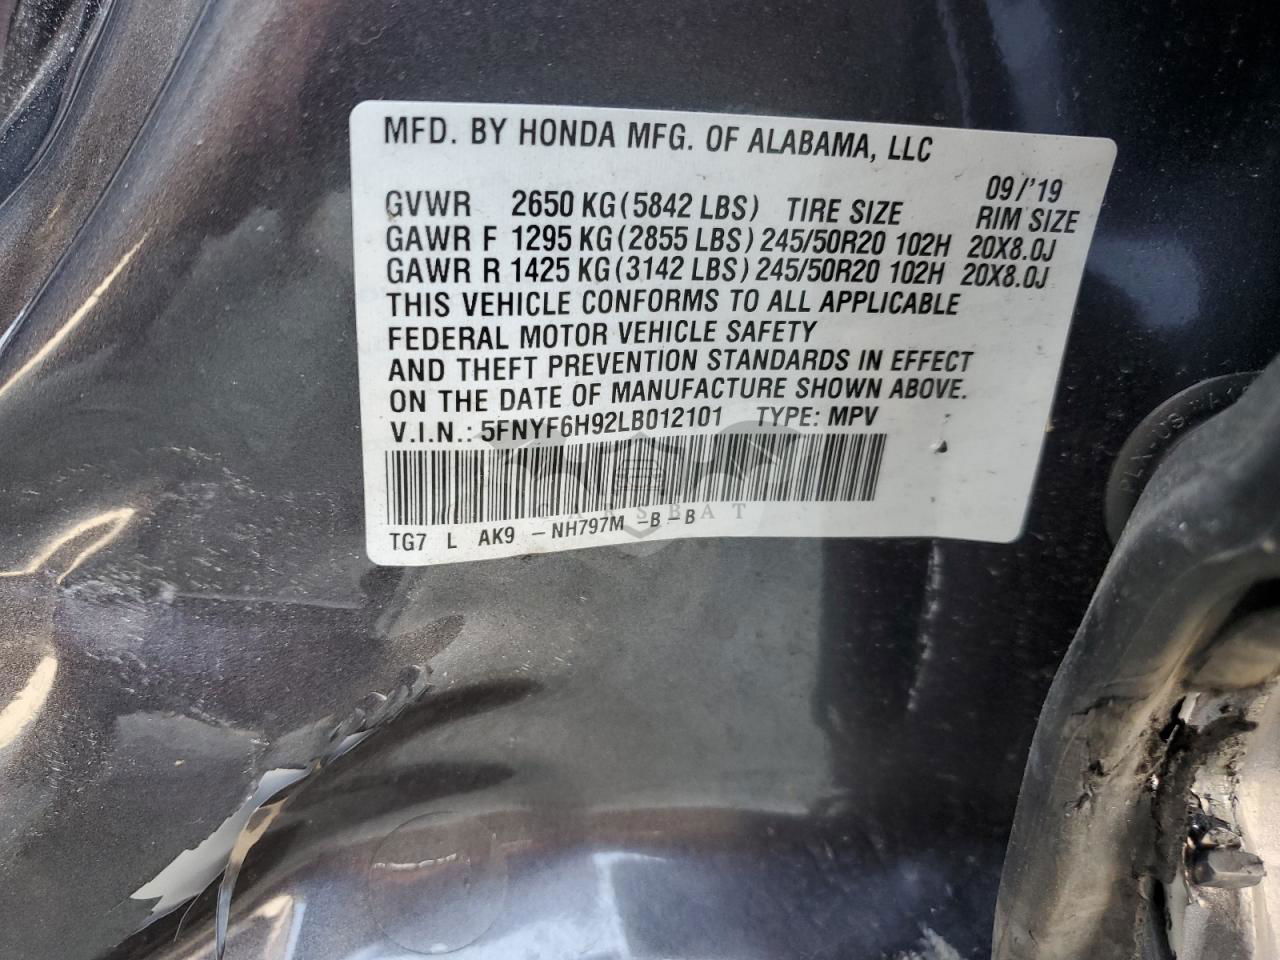 MFD. BY HONDA MFG. OF ALABAMA, LLC
09/'19
GVWR 2650 KG(5842 LBS) TIRE SIZE RIM SIZE
GAWR F 1295 KG(2855 LBS) 245/50R20 102H 20X8.0J
GAWR R 1425 KG(3142 LBS) 245/50R20 102H 20X8.0J
THIS VEHICLE CONFORMS TO ALL APPLICABLE
FEDERAL MOTOR VEHICLE SAFETY
AND THEFT PREVENTION STANDARDS IN EFFECT
ON THE DATE OF MANUFACTURE SHOWN ABOVE.
V.I.N.: 5FNYF6H92LB012101 TYPE: MPV
CARSBAT
TG7 L AK9 -NH797M -B -B